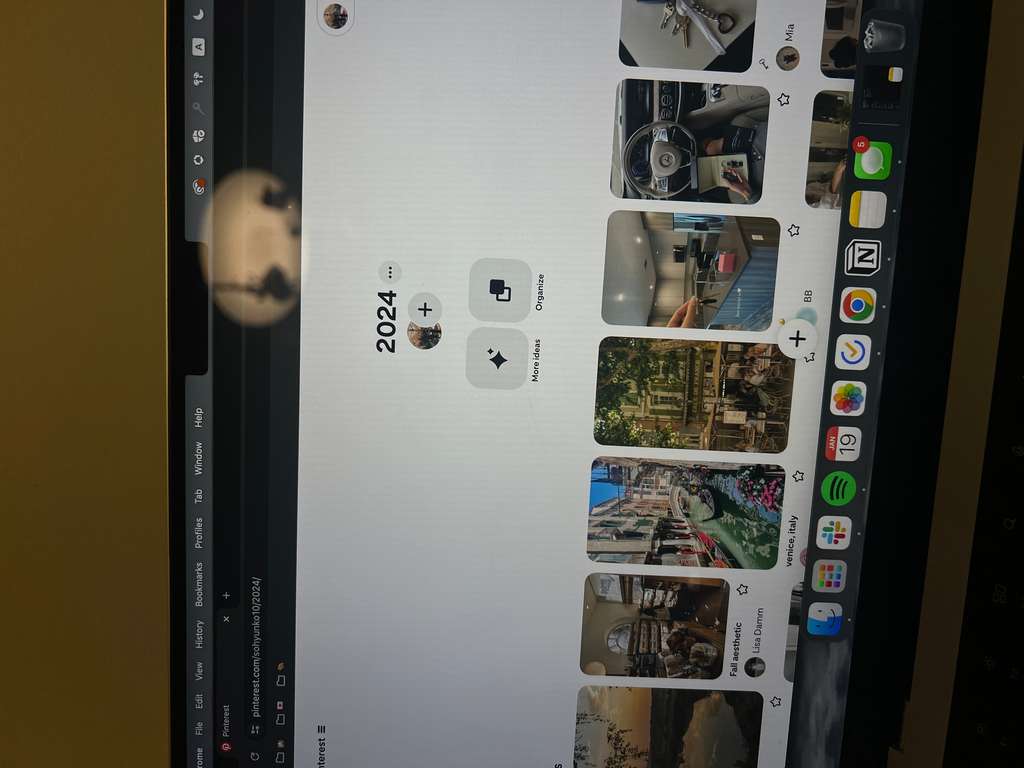 rome File Edit View History Bookmarks Profiles Tab Window Help A
Pinterest
pinterest.com/sohyunko10/2024/
nterest
2024
More ideas
Organize
s
Fall aesthetic
Lisa Damm
venice, italy
BB
Mia
JAN
19
N
5